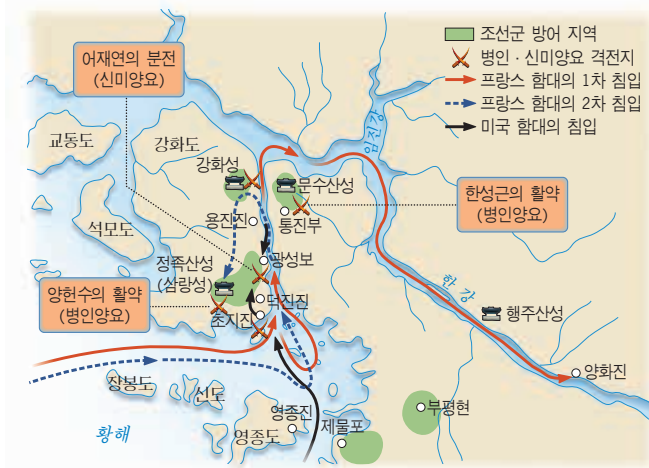 조선군 방어 지역
병인·신미양요 격전지
프랑스 함대의 1차 침입
프랑스 함대의 2차 침입
미국 함대의 침입
어재연의 분전
(신미양요)
교동도
강화도
임진강
강화성
문수산성
한성근의 활약
(병인양요)
석모도
용진진
통진부
정족산성
(삼랑성)
광성보
양헌수의 활약
(병인양요)
덕진진
초지진
한강
행주산성
양화진
장봉도
신도
영종진
부평현
황해
영종도
제물포